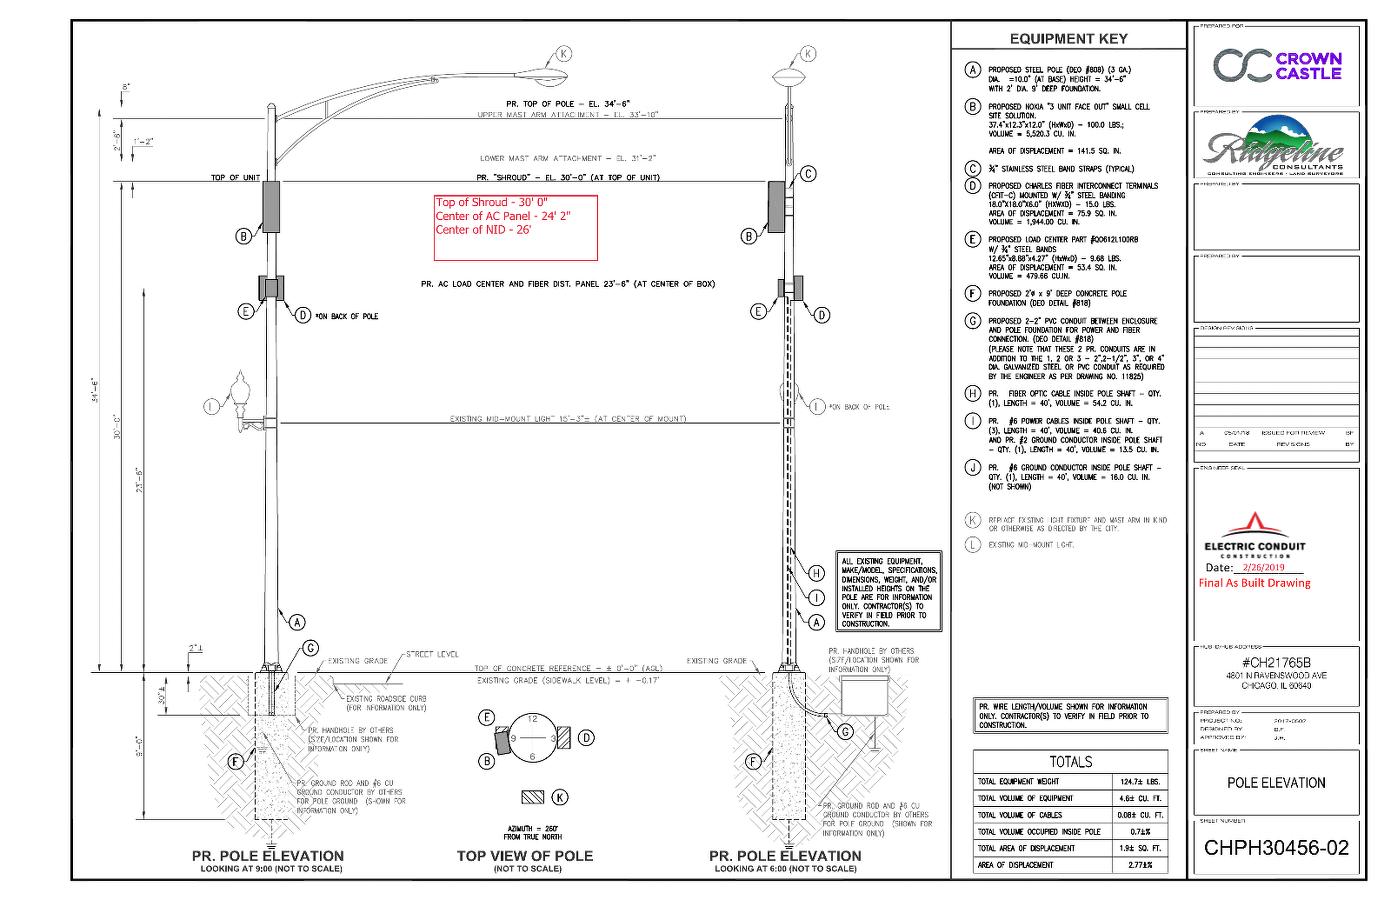 K
K
6"
PR. TOP OF POLE - EL. 34'-6"
UPPER MAST ARM ATTACHMENT - EL. 33'-10"
2'-8"
1'-2"
LOWER MAST ARM ATTACHMENT - EL. 31'-2"
C
TOP OF UNIT
PR. "SHROUD" - EL. 30'-0" (AT TOP OF UNIT)
Top of Shroud - 30' 0"
Center of AC Panel - 24' 2"
Center of NID - 26'
B
B
PR. AC LOAD CENTER AND FIBER DIST. PANEL 23'-6" (AT CENTER OF BOX)
E
D
*ON BACK OF POLE
E
D
34'-6"
30'-0"
23'-6"
I
I
*ON BACK OF POLE
EXISTING MID-MOUNT LIGHT 15'-3"± (AT CENTER OF MOUNT)
H
I
A
A
ALL EXISTING EQUIPMENT,
MAKE/MODEL, SPECIFICATIONS,
DIMENSIONS, WEIGHT, AND/OR
INSTALLED HEIGHTS ON THE
POLE ARE FOR INFORMATION
ONLY. CONTRACTOR(S) TO
VERIFY IN FIELD PRIOR TO
CONSTRUCTION.
2"±
G
EXISTING GRADE
STREET LEVEL
TOP OF CONCRETE REFERENCE - ± 0'-0" (AGL)
EXISTING GRADE (SIDEWALK LEVEL) = + -0.17'
EXISTING GRADE
PR. HANDHOLE BY OTHERS
(SIZE/LOCATION SHOWN FOR
INFORMATION ONLY)
30"±
EXISTING ROADSIDE CURB
(FOR INFORMATION ONLY)
PR. HANDHOLE BY OTHERS
(SIZE/LOCATION SHOWN FOR
INFORMATION ONLY)
F
PR. GROUND ROD AND #6 CU
GROUND CONDUCTOR BY OTHERS
FOR POLE GROUND (SHOWN FOR
INFORMATION ONLY)
E
12
9
3
6
D
B
K
AZIMUTH = 260°
FROM TRUE NORTH
G
F
PR. GROUND ROD AND #6 CU
GROUND CONDUCTOR BY OTHERS
FOR POLE GROUND (SHOWN FOR
INFORMATION ONLY)
PR. POLE ELEVATION
LOOKING AT 9:00 (NOT TO SCALE)
TOP VIEW OF POLE
(NOT TO SCALE)
PR. POLE ELEVATION
LOOKING AT 6:00 (NOT TO SCALE)
EQUIPMENT KEY
A PROPOSED STEEL POLE (DEO #808) (3 GA.)
DIA. =10.0" (AT BASE) HEIGHT = 34'-6"
WITH 2' DIA. 9' DEEP FOUNDATION.
B PROPOSED NOKIA "3 UNIT FACE OUT" SMALL CELL
SITE SOLUTION.
37.4"x12.3"x12.0" (HxWxD) - 100.0 LBS.;
VOLUME = 5,520.3 CU. IN.
AREA OF DISPLACEMENT = 141.5 SQ. IN.
C ¾" STAINLESS STEEL BAND STRAPS (TYPICAL)
D PROPOSED CHARLES FIBER INTERCONNECT TERMINALS
(CFIT-C) MOUNTED W/ ¾" STEEL BANDING
18.0"X18.0"X6.0" (HXWXD) - 15.0 LBS.
AREA OF DISPLACEMENT = 75.9 SQ. IN.
VOLUME = 1,944.00 CU. IN.
E PROPOSED LOAD CENTER PART #QO612L100RB
W/ ¾" STEEL BANDS
12.65"x8.88"x4.27" (HxWxD) - 9.68 LBS.
AREA OF DISPLACEMENT = 53.4 SQ. IN.
VOLUME = 479.66 CU.IN.
F PROPOSED 2'ø x 9' DEEP CONCRETE POLE
FOUNDATION (DEO DETAIL #818)
G PROPOSED 2-2" PVC CONDUIT BETWEEN ENCLOSURE
AND POLE FOUNDATION FOR POWER AND FIBER
CONNECTION. (DEO DETAIL #818)
(PLEASE NOTE THAT THESE 2 PR. CONDUITS ARE IN
ADDITION TO THE 1, 2 OR 3 - 2",2-1/2", 3", OR 4"
DIA. GALVANIZED STEEL OR PVC CONDUIT AS REQUIRED
BY THE ENGINEER AS PER DRAWING NO. 11825)
H PR. FIBER OPTIC CABLE INSIDE POLE SHAFT - QTY.
(1), LENGTH = 40', VOLUME = 54.2 CU. IN.
I PR. #6 POWER CABLES INSIDE POLE SHAFT - QTY.
(3), LENGTH = 40', VOLUME = 40.6 CU. IN.
AND PR. #2 GROUND CONDUCTOR INSIDE POLE SHAFT
- QTY. (1), LENGTH = 40', VOLUME = 13.5 CU. IN.
J PR. #6 GROUND CONDUCTOR INSIDE POLE SHAFT -
QTY. (1), LENGTH = 40', VOLUME = 16.0 CU. IN.
(NOT SHOWN)
K REPLACE EXISTING LIGHT FIXTURE AND MAST ARM IN KIND
OR OTHERWISE AS DIRECTED BY THE CITY.
L EXISTING MID-MOUNT LIGHT.
PR. WIRE LENGTH/VOLUME SHOWN FOR INFORMATION
ONLY. CONTRACTOR(S) TO VERIFY IN FIELD PRIOR TO
CONSTRUCTION.
TOTALS
TOTAL EQUIPMENT WEIGHT 124.7± LBS.
TOTAL VOLUME OF EQUIPMENT 4.6± CU. FT.
TOTAL VOLUME OF CABLES 0.08± CU. FT.
TOTAL VOLUME OCCUPIED INSIDE POLE 0.7±%
TOTAL AREA OF DISPLACEMENT 1.9± SQ. FT.
AREA OF DISPLACEMENT 2.77±%
PREPARED FOR
CROWN
CASTLE
PREPARED BY
Ridgeline
CONSULTANTS
CONSULTING ENGINEERS • LAND SURVEYORS
PREPARED BY
PREPARED BY
DESIGN REVISIONS
A 05/01/18 ISSUED FOR REVIEW BF
NO DATE REVISIONS BY
ENGINEER SEAL
ELECTRIC CONDUIT
CONSTRUCTION
Date: 2/26/2019
Final As Built Drawing
HUB ID/HUB ADDRESS
#CH21765B
4801 N RAVENSWOOD AVE
CHICAGO, IL 60640
PREPARED BY
PROJECT NO.:
DESIGNED BY: B.F.
APPROVED BY: J.R.
SHEET NAME
POLE ELEVATION
SHEET NUMBER
CHPH30456-02